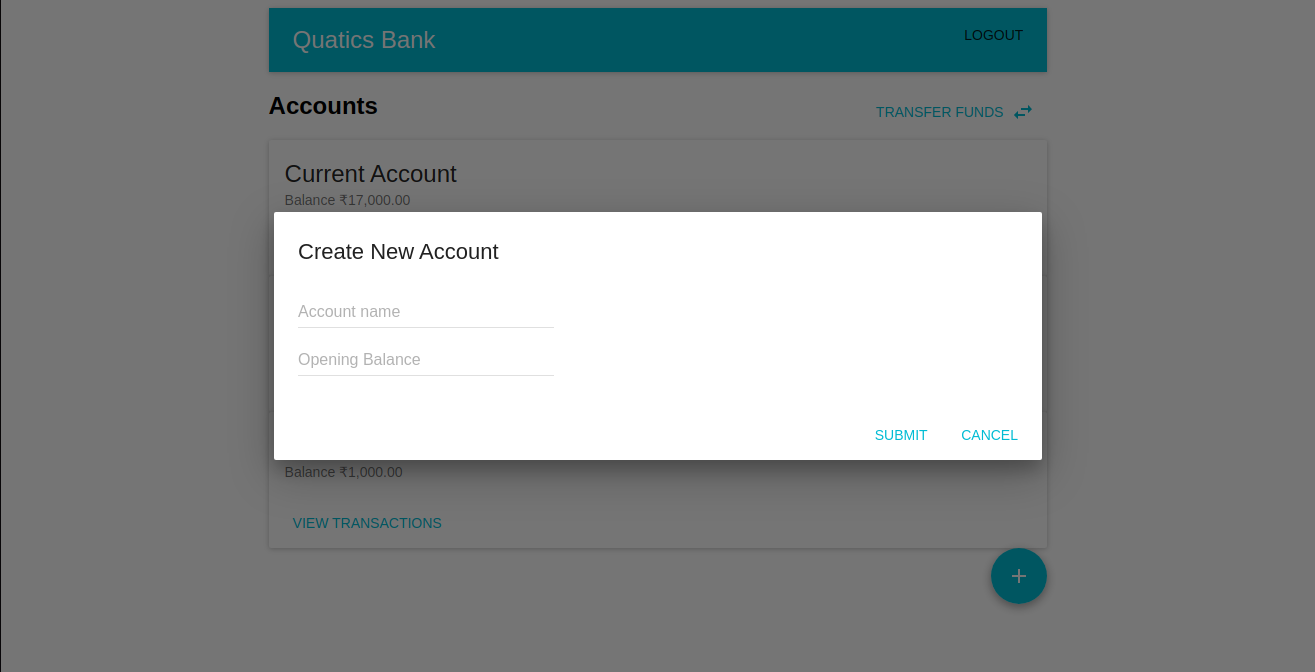 Quatics Bank
LOGOUT
Accounts
TRANSFER FUNDS
Current Account
Balance ₹17,000.00
Create New Account
Account name
Opening Balance
SUBMIT
CANCEL
Balance ₹1,000.00
VIEW TRANSACTIONS